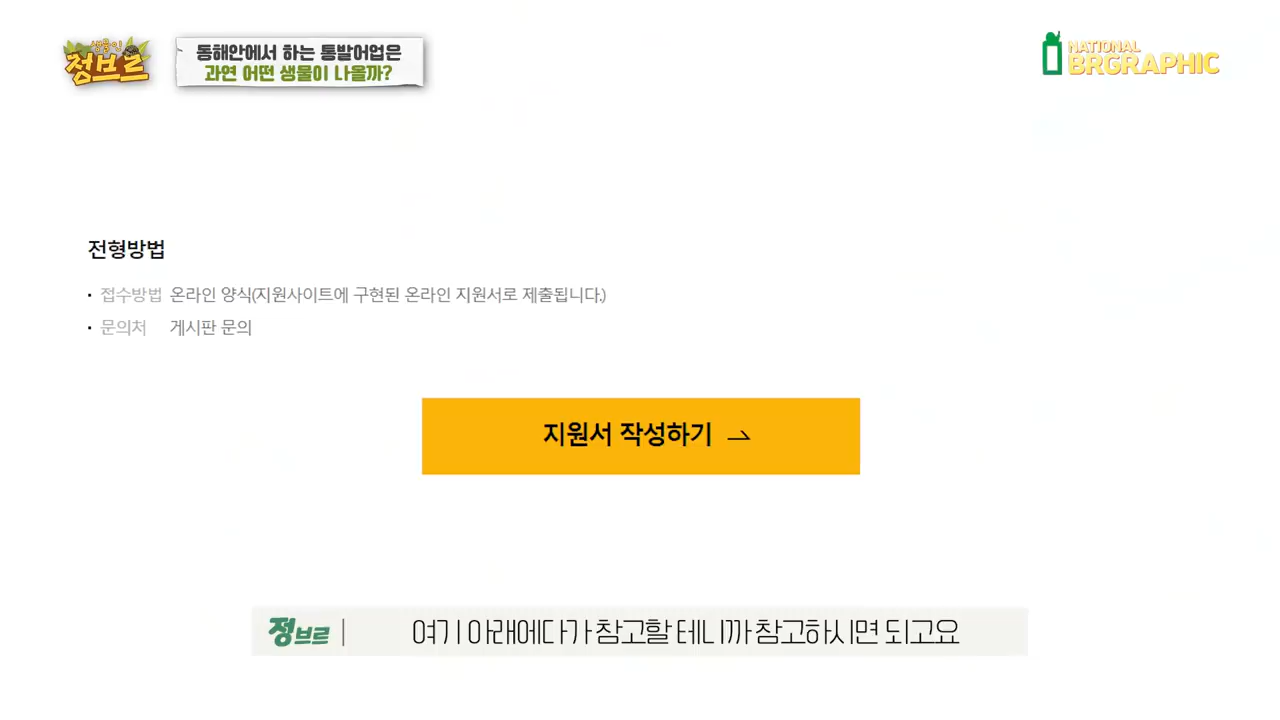 생물인
정브르
동해안에서 하는 통발어업은
과연 어떤 생물이 나올까?
NATIONAL
BRGRAPHIC
전형방법
· 접수방법 온라인 양식(지원사이트에 구현된 온라인 지원서로 제출됩니다.)
· 문의처 게시판 문의
지원서 작성하기
정브르 | 여기 아래에다가 참고할 테니까 참고하시면 되고요